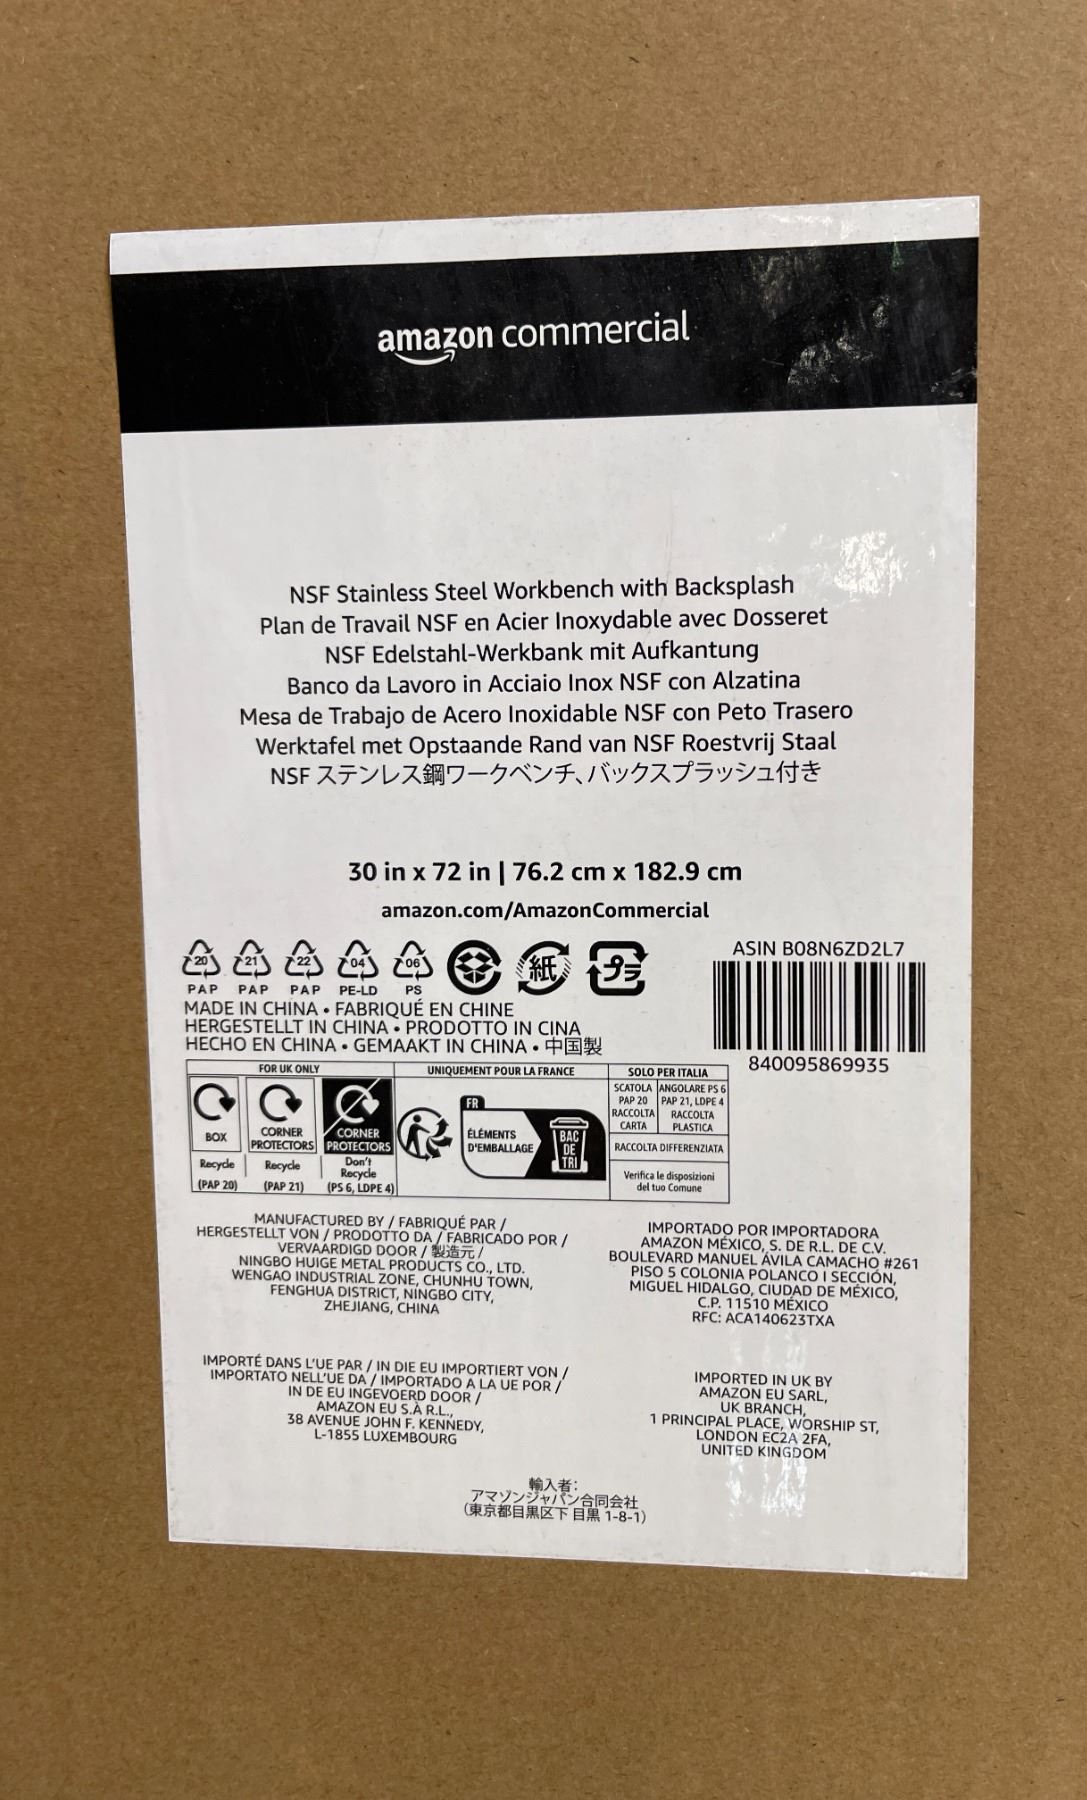 amazon commercial
NSF Stainless Steel Workbench with Backsplash
Plan de Travail NSF en Acier Inoxydable avec Dosseret
NSF Edelstahl-Werkbank mit Aufkantung
Banco da Lavoro in Acciaio Inox NSF con Alzatina
Mesa de Trabajo de Acero Inoxidable NSF con Peto Trasero
Werktafel met Opstaande Rand van NSF Roestvrij Staal
NSF ステンレス鋼ワークベンチ、バックスプラッシュ付き
30 in x 72 in | 76.2 cm x 182.9 cm
amazon.com/AmazonCommercial
20 21 22 04 06 紙 プラ
PAP PAP PAP PE-LD PS
ASIN B08N6ZD2L7
840095869935
MADE IN CHINA • FABRIQUÉ EN CHINE
HERGESTELLT IN CHINA • PRODOTTO IN CINA
HECHO EN CHINA • GEMAAKT IN CHINA • 中国製
FOR UK ONLY
BOX
Recycle
(PAP 20)
CORNER
PROTECTORS
Recycle
(PAP 21)
CORNER
PROTECTORS
Don't
Recycle
(PS 6, LDPE 4)
UNIQUEMENT POUR LA FRANCE
FR
ÉLÉMENTS
D'EMBALLAGE
BAC
DE
TRI
SOLO PER ITALIA
SCATOLA
PAP 20
RACCOLTA
CARTA
ANGOLARE PS 6
PAP 21, LDPE 4
RACCOLTA
PLASTICA
RACCOLTA DIFFERENZIATA
Verifica le disposizioni
del tuo Comune
MANUFACTURED BY / FABRIQUÉ PAR /
HERGESTELLT VON / PRODOTTO DA / FABRICADO POR /
VERVAARDIGD DOOR / 製造元 /
NINGBO HUIGE METAL PRODUCTS CO., LTD.
WENGAO INDUSTRIAL ZONE, CHUNHU TOWN,
FENGHUA DISTRICT, NINGBO CITY,
ZHEJIANG, CHINA
IMPORTADO POR IMPORTADORA
AMAZON MÉXICO, S. DE R.L. DE C.V.
BOULEVARD MANUEL ÁVILA CAMACHO #261
PISO 5 COLONIA POLANCO I SECCIÓN,
MIGUEL HIDALGO, CIUDAD DE MÉXICO,
C.P. 11510 MÉXICO
RFC: ACA140623TXA
IMPORTÉ DANS L'UE PAR / IN DIE EU IMPORTIERT VON /
IMPORTATO NELL'UE DA / IMPORTADO A LA UE POR /
IN DE EU INGEVOERD DOOR /
AMAZON EU S.À R.L.,
38 AVENUE JOHN F. KENNEDY,
L-1855 LUXEMBOURG
IMPORTED IN UK BY
AMAZON EU SARL,
UK BRANCH,
1 PRINCIPAL PLACE, WORSHIP ST,
LONDON EC2A 2FA,
UNITED KINGDOM
輸入者:
アマゾンジャパン合同会社
(東京都目黒区下目黒 1-8-1)